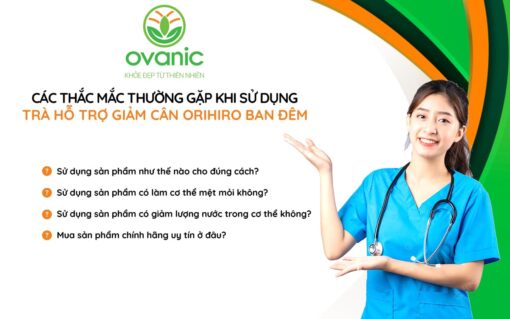 ovanic
KHỎE ĐẸP TỪ THIÊN NHIÊN
CÁC THẮC MẮC THƯỜNG GẶP KHI SỬ DỤNG
TRÀ HỖ TRỢ GIẢM CÂN ORIHIRO BAN ĐÊM
? Sử dụng sản phẩm như thế nào cho đúng cách?
? Sử dụng sản phẩm có làm cơ thể mệt mỏi không?
? Sử dụng sản phẩm có giảm lượng nước trong cơ thể không?
? Mua sản phẩm chính hãng uy tín ở đâu?